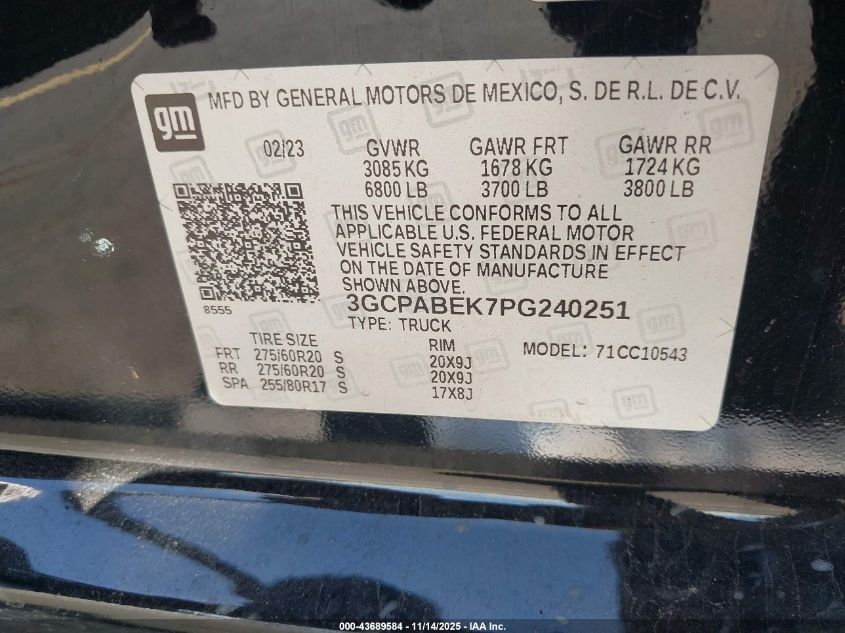 gm
MFD BY GENERAL MOTORS DE MEXICO, S. DE R.L. DE C.V.
02/23 GVWR GAWR FRT GAWR RR
3085 KG 1678 KG 1724 KG
6800 LB 3700 LB 3800 LB
THIS VEHICLE CONFORMS TO ALL
APPLICABLE U.S. FEDERAL MOTOR
VEHICLE SAFETY STANDARDS IN EFFECT
ON THE DATE OF MANUFACTURE
SHOWN ABOVE.
8555 3GCPABEK7PG240251
TYPE: TRUCK
TIRE SIZE RIM MODEL: 71CC10543
FRT 275/60R20 S 20X9J
RR 275/60R20 S 20X9J
SPA 255/80R17 S 17X8J
000-43689584 - 11/14/2025 - IAA Inc.